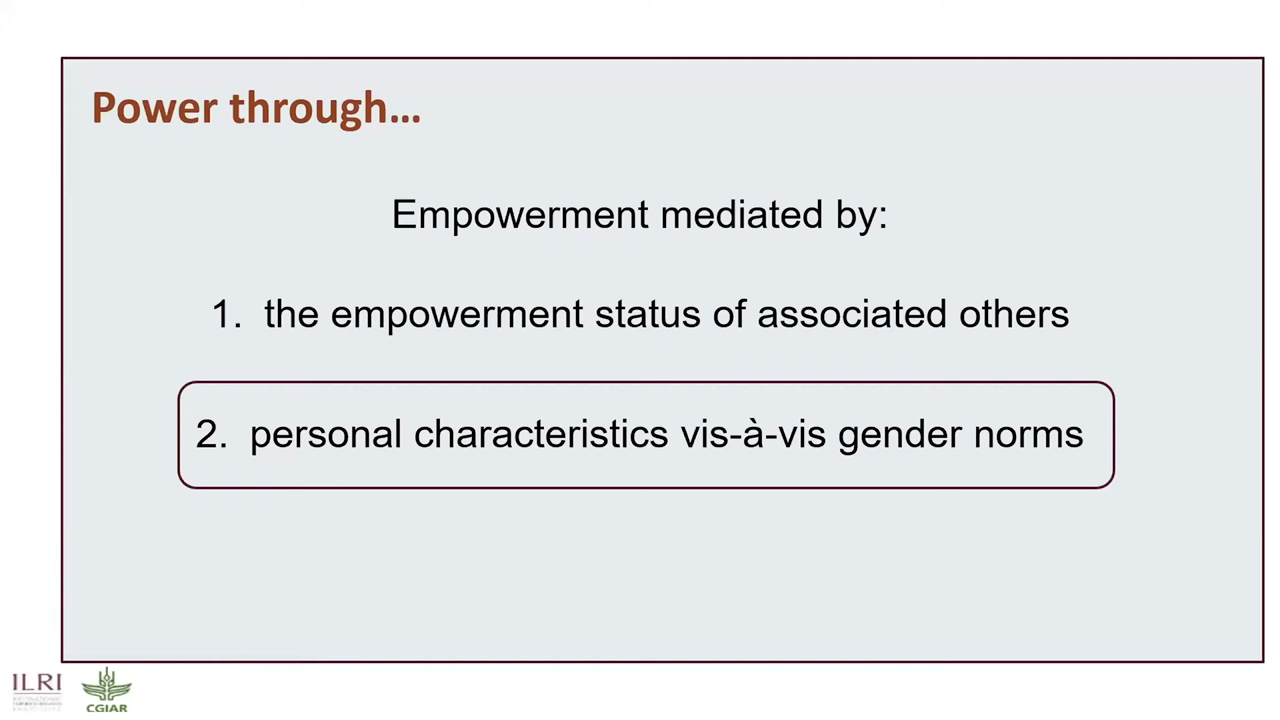 Power through...
Empowerment mediated by:
1. the empowerment status of associated others
2. personal characteristics vis-à-vis gender norms
ILRI
INTERNATIONAL
CGIAR